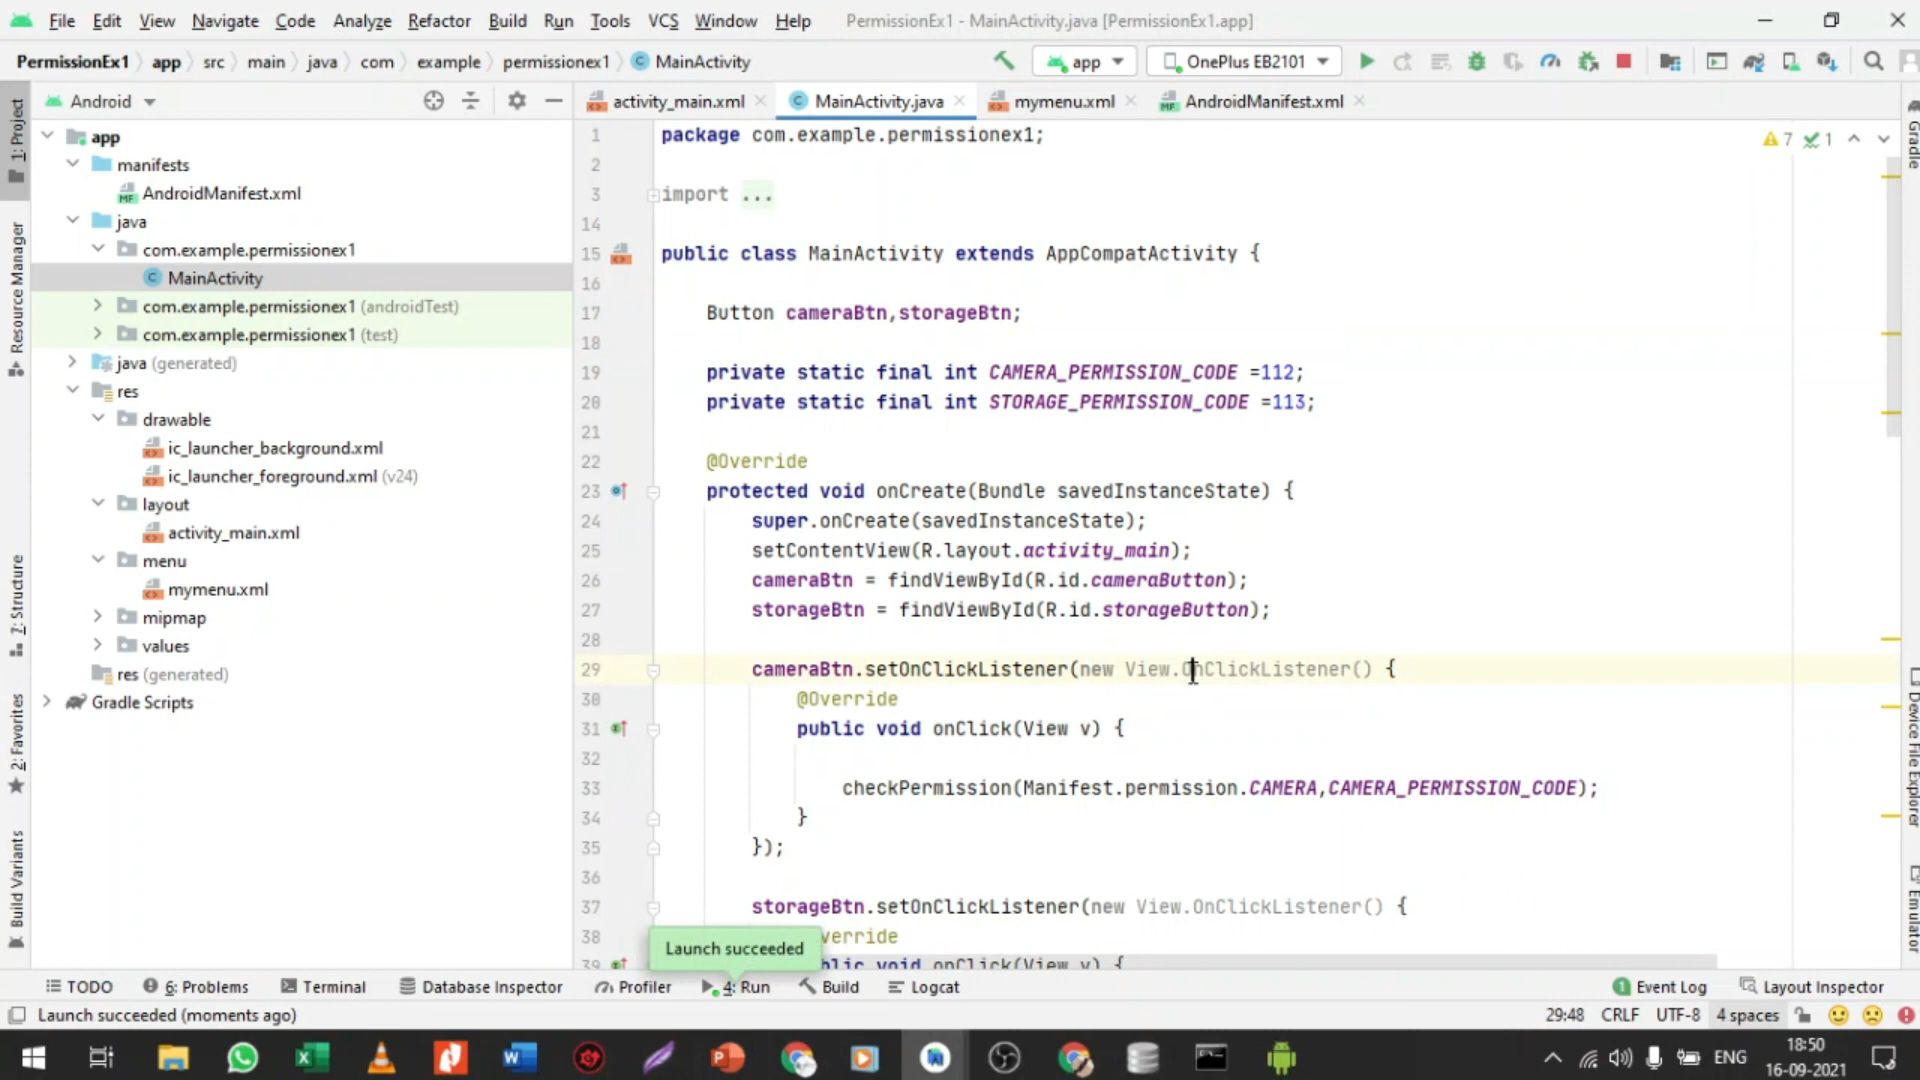 File Edit View Navigate Code Analyze Refactor Build Run Tools VCS Window Help PermissionEx1 - MainActivity.java [PermissionEx1.app]
PermissionEx1 app src main java com example permissionex1 MainActivity app OnePlus EB2101
Android
activity_main.xml MainActivity.java mymenu.xml AndroidManifest.xml
1: Project
Resource Manager
7: Structure
2: Favorites
Build Variants
app
manifests
AndroidManifest.xml
java
com.example.permissionex1
MainActivity
com.example.permissionex1 (androidTest)
com.example.permissionex1 (test)
java (generated)
res
drawable
ic_launcher_background.xml
ic_launcher_foreground.xml (v24)
layout
activity_main.xml
menu
mymenu.xml
mipmap
values
res (generated)
Gradle Scripts
7 1
1 package com.example.permissionex1;
2
3 import ...
14
15 public class MainActivity extends AppCompatActivity {
16
17 Button cameraBtn,storageBtn;
18
19 private static final int CAMERA_PERMISSION_CODE =112;
20 private static final int STORAGE_PERMISSION_CODE =113;
21
22 @Override
23 protected void onCreate(Bundle savedInstanceState) {
24 super.onCreate(savedInstanceState);
25 setContentView(R.layout.activity_main);
26 cameraBtn = findViewById(R.id.cameraButton);
27 storageBtn = findViewById(R.id.storageButton);
28
29 cameraBtn.setOnClickListener(new View.OnClickListener() {
30 @Override
31 public void onClick(View v) {
32
33 checkPermission(Manifest.permission.CAMERA,CAMERA_PERMISSION_CODE);
34 }
35 });
36
37 storageBtn.setOnClickListener(new View.OnClickListener() {
38 verride
39 blic void onClick(View v) {
Launch succeeded
Gradle
Device File Explorer
Emulator
TODO 6: Problems Terminal Database Inspector Profiler 4: Run Build Logcat 1 Event Log Layout Inspector
Launch succeeded (moments ago) 29:48 CRLF UTF-8 4 spaces
ENG 18:50
16-09-2021